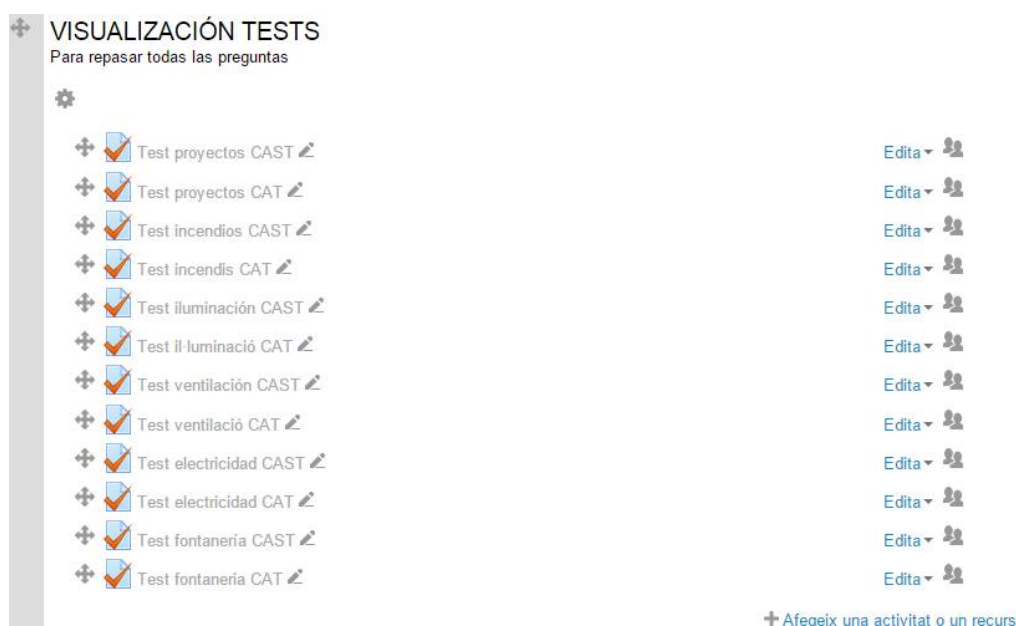 VISUALIZACIÓN TESTS
Para repasar todas las preguntas
Test proyectos CAST Edita
Test proyectos CAT Edita
Test incendios CAST Edita
Test incendis CAT Edita
Test iluminación CAST Edita
Test il·luminació CAT Edita
Test ventilación CAST Edita
Test ventilació CAT Edita
Test electricidad CAST Edita
Test electricidad CAT Edita
Test fontanería CAST Edita
Test fontaneria CAT Edita
Afegeix una activitat o un recurs